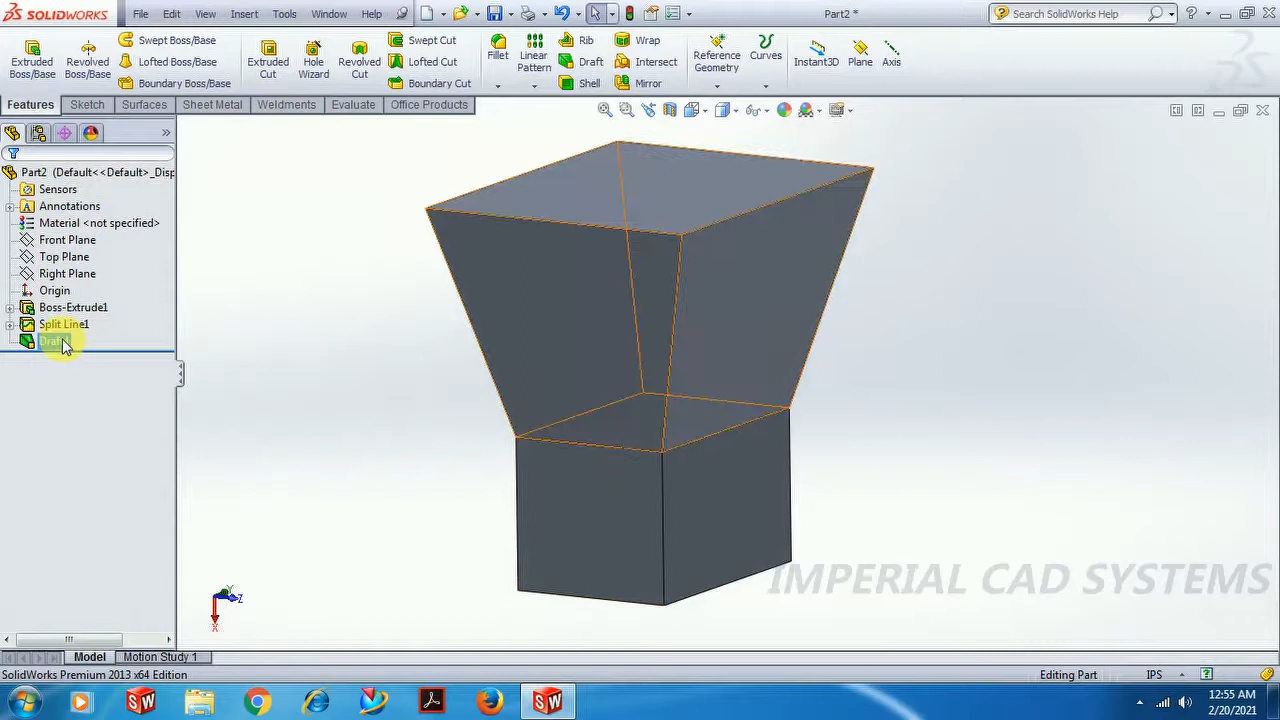 SOLIDWORKS File Edit View Insert Tools Window Help Part2 * Search SolidWorks Help
Extruded Boss/Base
Revolved Boss/Base
Swept Boss/Base
Lofted Boss/Base
Boundary Boss/Base
Extruded Cut
Hole Wizard
Revolved Cut
Swept Cut
Lofted Cut
Boundary Cut
Fillet
Linear Pattern
Rib
Draft
Shell
Wrap
Intersect
Mirror
Reference Geometry
Curves
Instant3D
Plane
Axis
Features Sketch Surfaces Sheet Metal Weldments Evaluate Office Products
Part2 (Default<<Default>_Disp
Sensors
Annotations
Material <not specified>
Front Plane
Top Plane
Right Plane
Origin
Boss-Extrude1
Split Line1
IMPERIAL CAD SYSTEMS
Y
Z
X
Model Motion Study 1
SolidWorks Premium 2013 x64 Edition Editing Part IPS
12:55 AM
2/20/2021